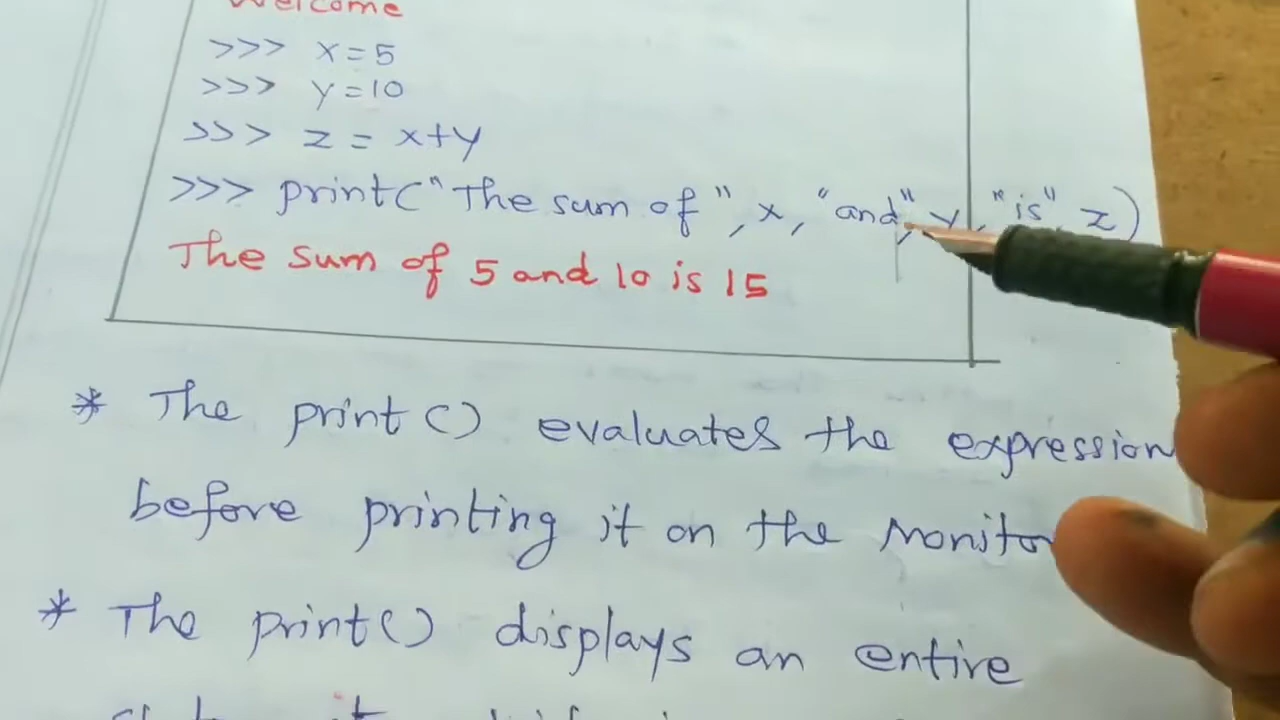 Welcome
>>> x=5
>>> y=10
>>> z = x+y
>>> print("The sum of", x, "and", y, "is", z)
The sum of 5 and 10 is 15
* The print() evaluates the expression
before printing it on the monitor
* The print() displays an entire